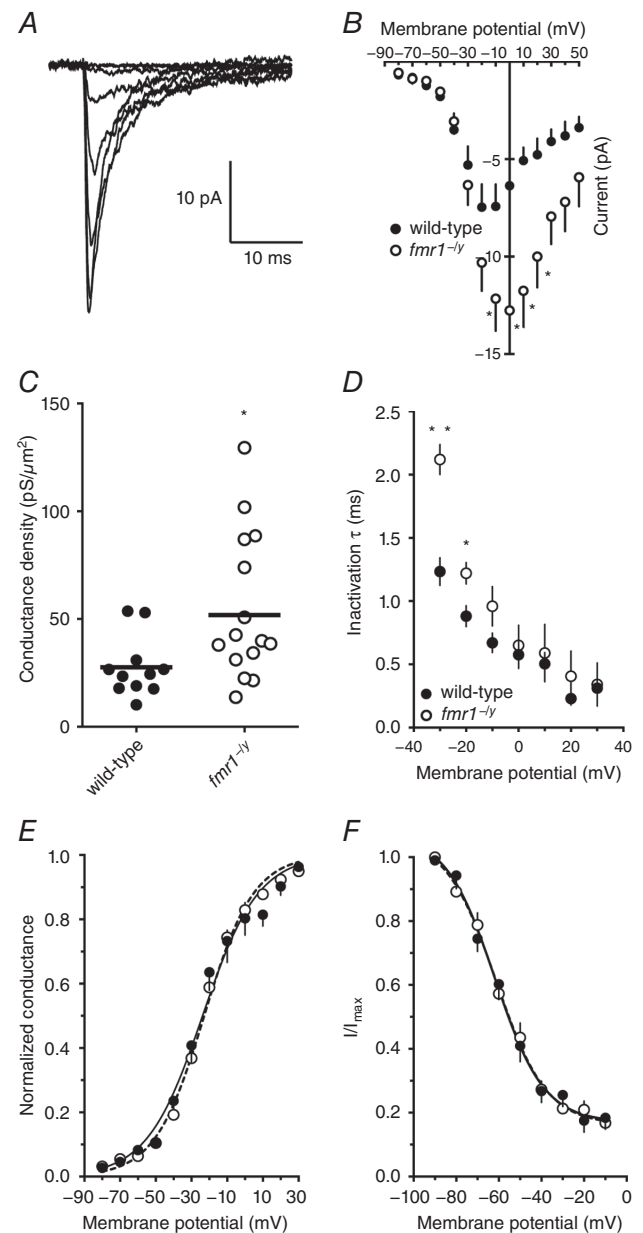 A
10 pA
10 ms
B
Membrane potential (mV)
−90 −70 −50 −30 −10 10 30 50
−5
−10
−15
Current (pA)
wild-type
fmr1−/y
* * * *
C
Conductance density (pS/µm²)
150
100
50
0
*
wild-type
fmr1−/y
D
Inactivation τ (ms)
2.5
2.0
1.5
1.0
0.5
0.0
* *
*
wild-type
fmr1−/y
−40 −20 0 20 40
Membrane potential (mV)
E
Normalized conductance
1.0
0.8
0.6
0.4
0.2
0.0
−90 −70 −50 −30 −10 10 30
Membrane potential (mV)
F
I/Imax
1.0
0.8
0.6
0.4
0.2
0.0
−100 −80 −60 −40 −20 0
Membrane potential (mV)